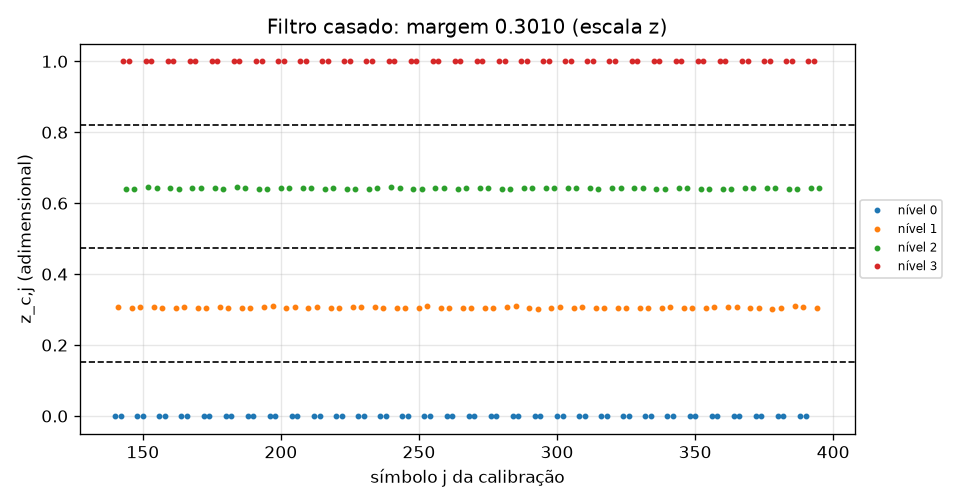 Filtro casado: margem 0.3010 (escala z)
z_c,j (adimensional)
1.0
0.8
0.6
0.4
0.2
0.0
150
200
250
300
350
400
símbolo j da calibração
nível 0
nível 1
nível 2
nível 3